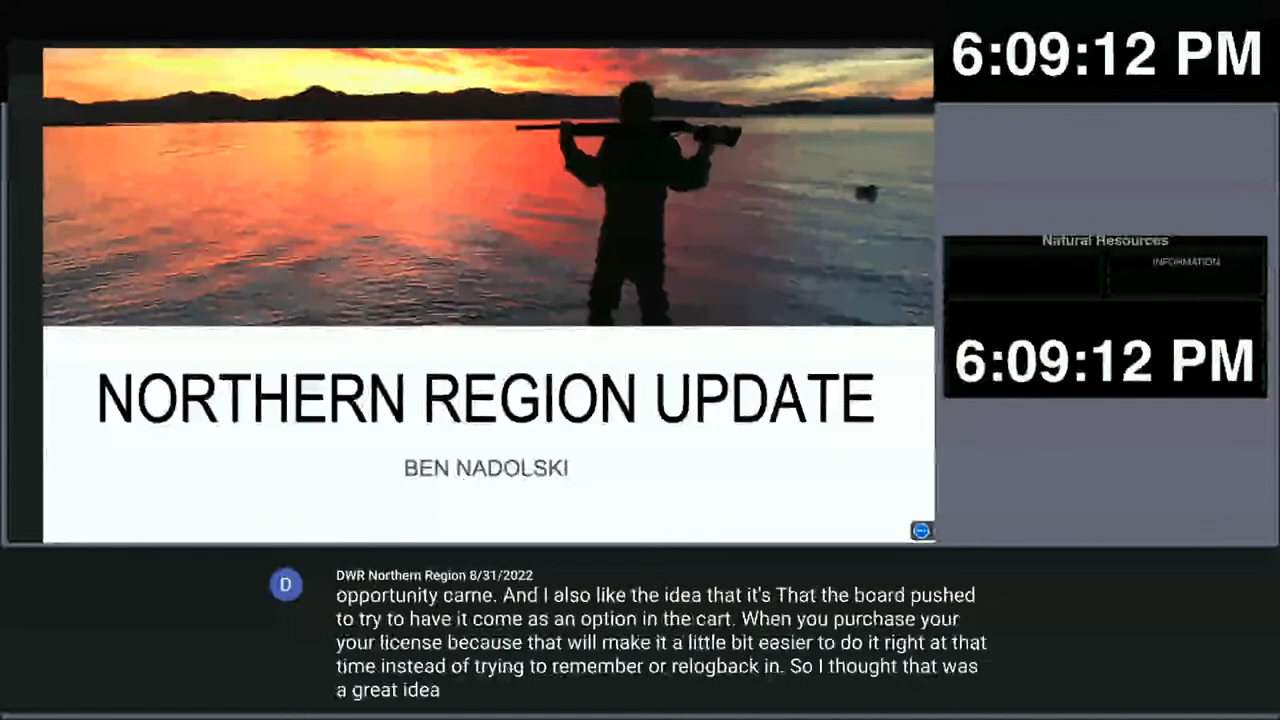 6:09:12 PM
Natural Resources
INFORMATION
6:09:12 PM
NORTHERN REGION UPDATE
BEN NADOLSKI
D
DWR Northern Region 8/31/2022
opportunity came. And I also like the idea that it's That the board pushed
to try to have it come as an option in the cart. When you purchase your
your license because that will make it a little bit easier to do it right at that
time instead of trying to remember or relogback in. So I thought that was
a great idea